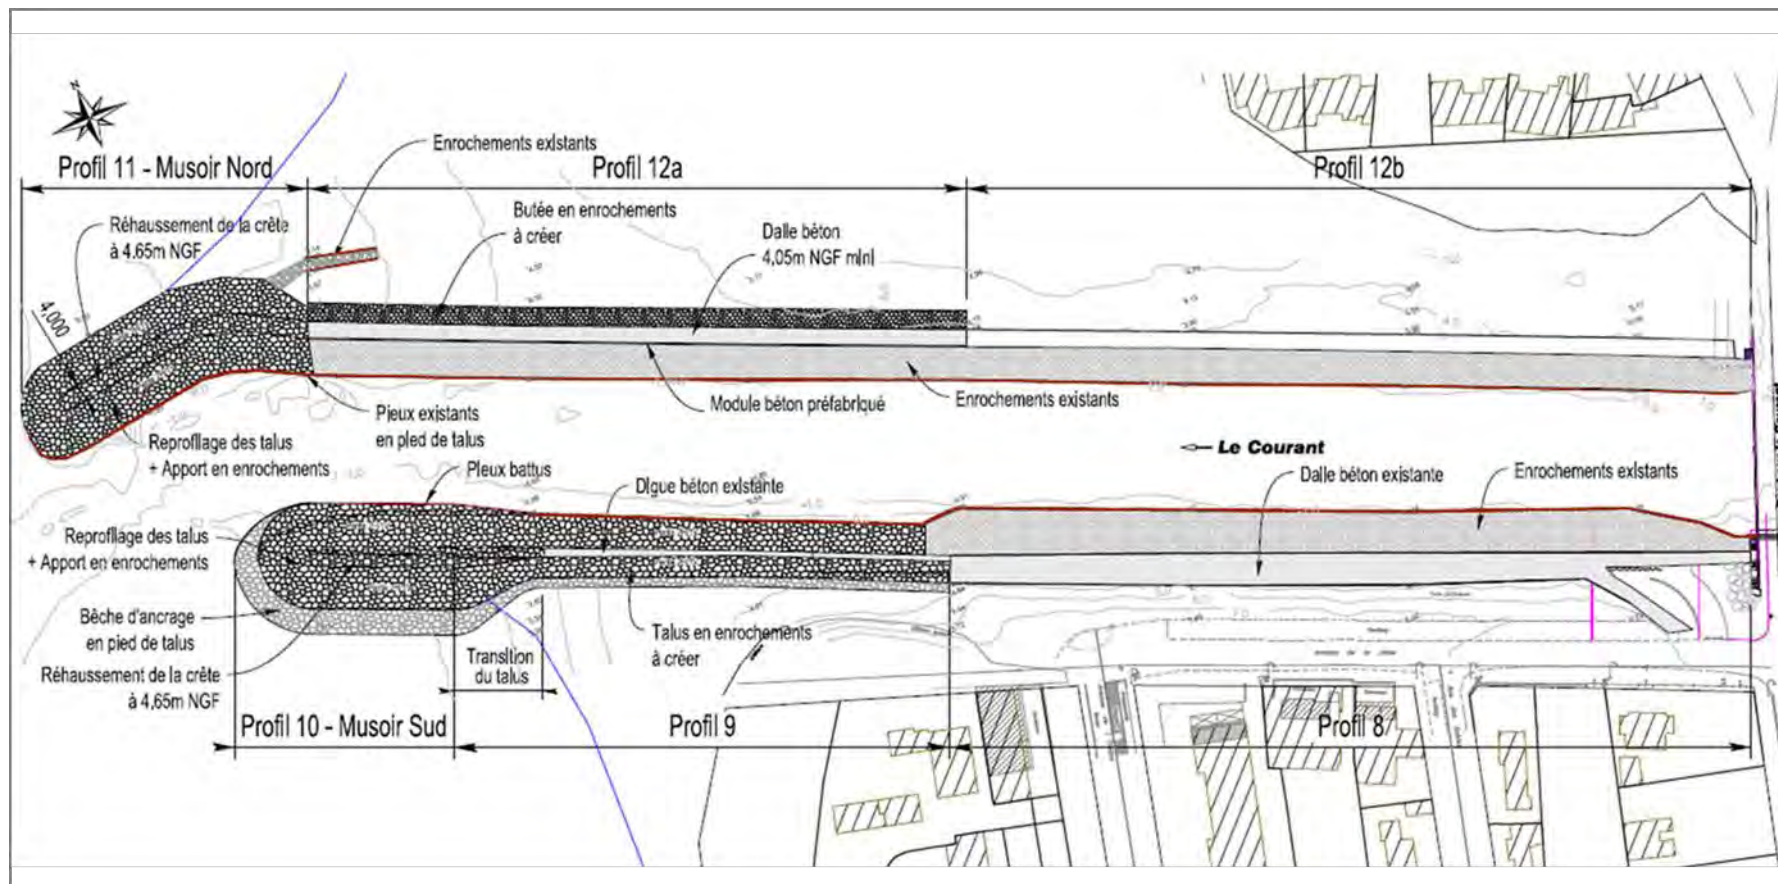 N
Enrochements existants
Profil 11 - Musoir Nord
Profil 12a
Profil 12b
Réhaussement de la crête
à 4.65m NGF
Butée en enrochements
à créer
Dalle béton
4,05m NGF mini
4,000
Pieux existants
en pied de talus
Module béton préfabriqué
Enrochements existants
Reprofilage des talus
+ Apport en enrochements
Le Courant
Pieux battus
Digue béton existante
Dalle béton existante
Enrochements existants
Reprofilage des talus
+ Apport en enrochements
Bêche d'ancrage
en pied de talus
Talus en enrochements
à créer
Transition
du talus
Réhaussement de la crête
à 4,65m NGF
Profil 10 - Musoir Sud
Profil 9
Profil 8